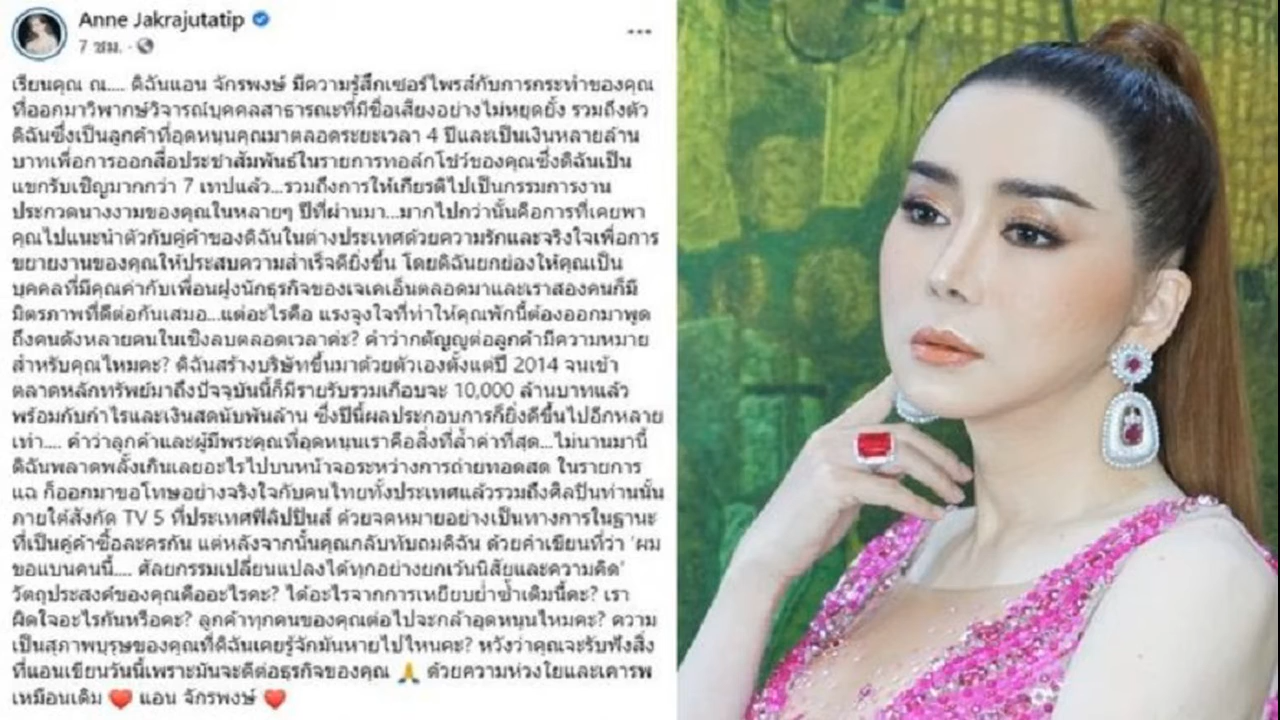 Anne Jakrajutatip
7 ชม. ·
เรียนคุณ ณ.... ดิฉันแอน จักรพงษ์ มีความรู้สึกเซอร์ไพรส์กับการกระทำของคุณ
ที่ออกมาวิพากษ์วิจารณ์บุคคลสาธารณะที่มีชื่อเสียงอย่างไม่หยุดยั้ง รวมถึงตัว
ดิฉันซึ่งเป็นลูกค้าที่อุดหนุนคุณมาตลอดระยะเวลา 4 ปีและเป็นเงินหลายล้าน
บาทเพื่อการออกสื่อประชาสัมพันธ์ในรายการทอล์กโชว์ของคุณซึ่งดิฉันเป็น
แขกรับเชิญมากกว่า 7 เทปแล้ว...รวมถึงการให้เกียรติไปเป็นกรรมการงาน
ประกวดนางงามของคุณในหลายๆ ปีที่ผ่านมา...มากไปกว่านั้นคือการที่เคยพา
คุณไปแนะนำตัวกับคู่ค้าของดิฉันในต่างประเทศด้วยความรักและจริงใจเพื่อการ
ขยายงานของคุณให้ประสบความสำเร็จดียิ่งขึ้น โดยดิฉันยกย่องให้คุณเป็น
บุคคลที่มีคุณค่ากับเพื่อนฝูงนักธุรกิจของเจเคเอ็นตลอดมาและเราสองคนก็มี
มิตรภาพที่ดีต่อกันเสมอ...แต่อะไรคือ แรงจูงใจที่ทำให้คุณพักนี้ต้องออกมาพูด
ถึงคนดังหลายคนในเชิงลบตลอดเวลาค่ะ? คำว่ากตัญญูต่อลูกค้ามีความหมาย
สำหรับคุณไหมคะ? ดิฉันสร้างบริษัทขึ้นมาด้วยตัวเองตั้งแต่ปี 2014 จนเข้า
ตลาดหลักทรัพย์มาถึงปัจจุบันนี้ก็มีรายรับรวมเกือบจะ 10,000 ล้านบาทแล้ว
พร้อมกับกำไรและเงินสดนับพันล้าน ซึ่งปีนี้ผลประกอบการก็ยิ่งดีขึ้นไปอีกหลาย
เท่า.... คำว่าลูกค้าและผู้มีพระคุณที่อุดหนุนเราคือสิ่งที่ล้ำค่าที่สุด...ไม่นานมานี้
ดิฉันพลาดพลั้งเกินเลยอะไรไปบนหน้าจอระหว่างการถ่ายทอดสด ในรายการ
แฉ ก็ออกมาขอโทษอย่างจริงใจกับคนไทยทั้งประเทศแล้วรวมถึงศิลปินท่านนั้น
ภายใต้สังกัด TV 5 ที่ประเทศฟิลิปปินส์ ด้วยจดหมายอย่างเป็นทางการในฐานะ
ที่เป็นคู่ค้าซื้อละครกัน แต่หลังจากนั้นคุณกลับทับถมดิฉัน ด้วยคำเขียนที่ว่า 'ผม
ขอแบนคนนี้.... ศัลยกรรมเปลี่ยนแปลงได้ทุกอย่างยกเว้นนิสัยและความคิด'
วัตถุประสงค์ของคุณคืออะไรคะ? ได้อะไรจากการเหยียบย่ำซ้ำเติมนี้คะ? เรา
ผิดใจอะไรกันหรือคะ? ลูกค้าทุกคนของคุณต่อไปจะกล้าอุดหนุนไหมคะ? ความ
เป็นสุภาพบุรุษของคุณที่ดิฉันเคยรู้จักมันหายไปไหนคะ? หวังว่าคุณจะรับฟังสิ่ง
ที่แอนเขียนวันนี้เพราะมันจะดีต่อธุรกิจของคุณ 🙏 ด้วยความห่วงใยและเคารพ
เหมือนเดิม ♥️ แอน จักรพงษ์ ♥️